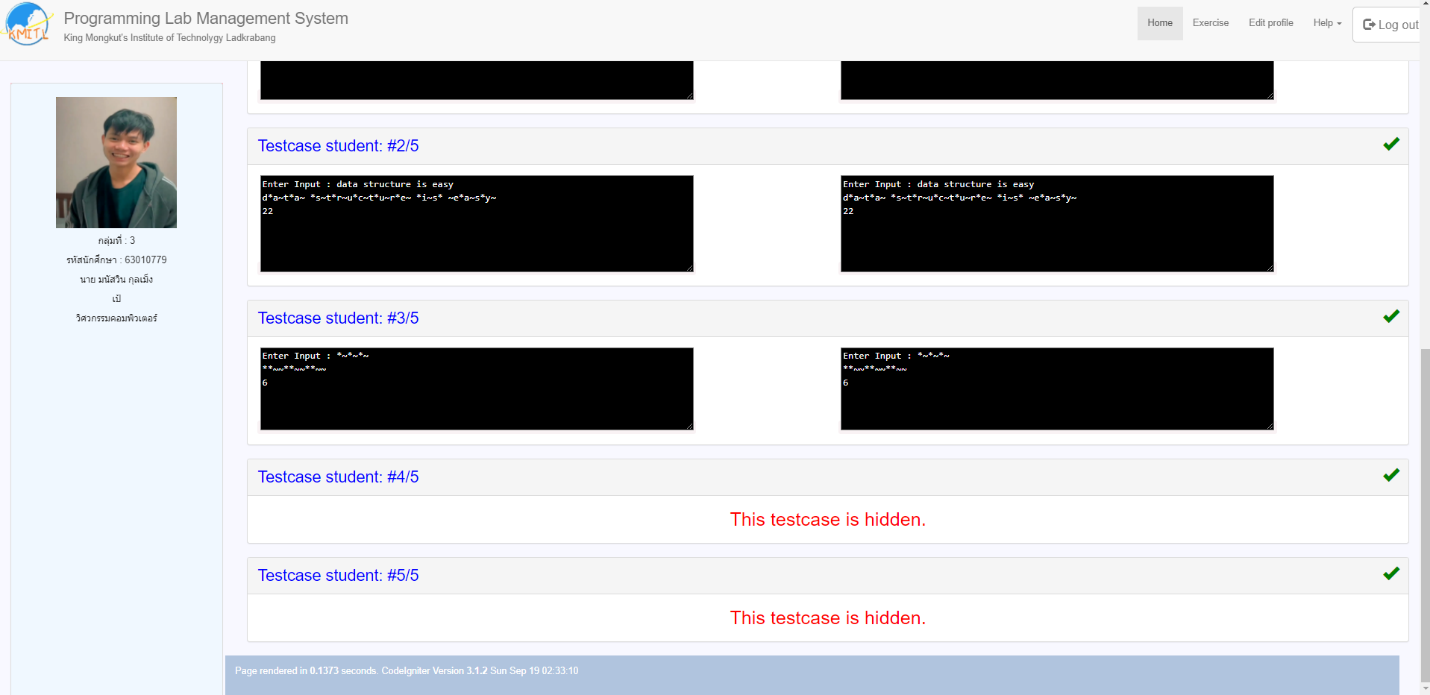 KMITL
Programming Lab Management System
King Mongkut's Institute of Technolygy Ladkrabang
Home
Exercise
Edit profile
Help
Log out
กลุ่มที่ : 3
รหัสนักศึกษา : 63010779
นาย มนัสวิน กุลเม็ง
เป้
วิศวกรรมคอมพิวเตอร์
Testcase student: #2/5
Enter Input : data structure is easy
d*a~t*a~ *s~t*r~u*c~t*u~r*e~ *i~s* ~e*a~s*y~
22
Enter Input : data structure is easy
d*a~t*a~ *s~t*r~u*c~t*u~r*e~ *i~s* ~e*a~s*y~
22
Testcase student: #3/5
Enter Input : *~*~*~
**~~**~~**~~
6
Enter Input : *~*~*~
**~~**~~**~~
6
Testcase student: #4/5
This testcase is hidden.
Testcase student: #5/5
This testcase is hidden.
Page rendered in 0.1373 seconds. CodeIgniter Version 3.1.2 Sun Sep 19 02:33:10